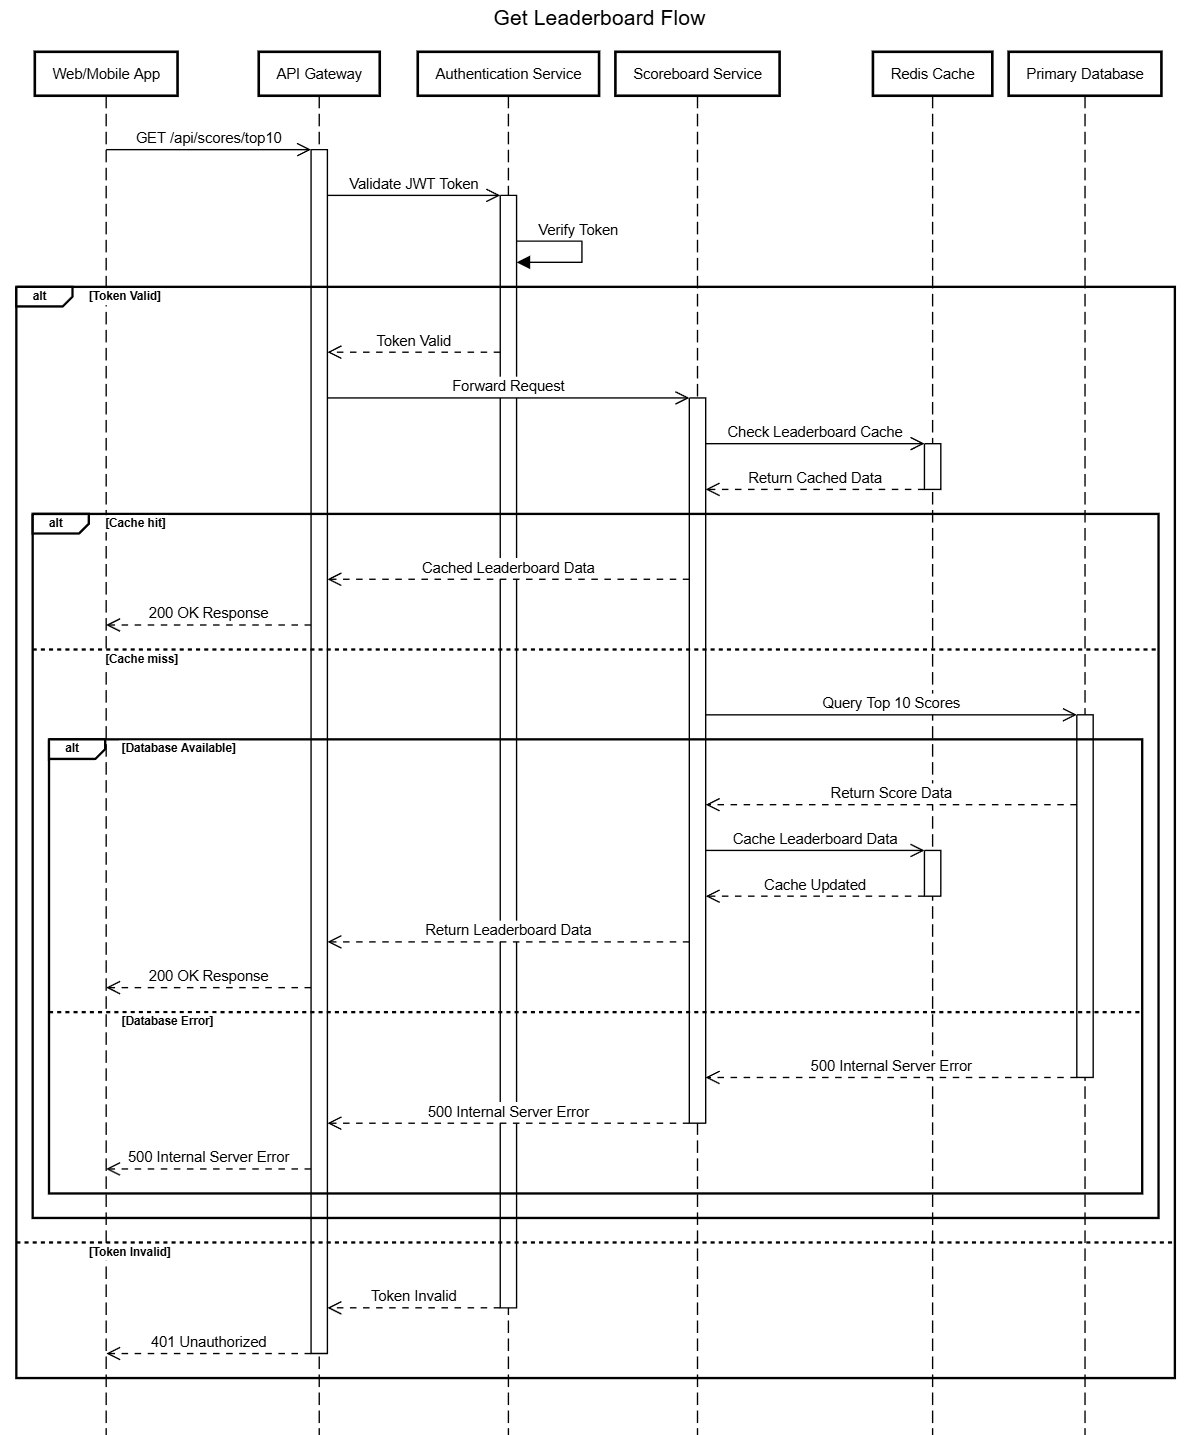 Get Leaderboard Flow
Web/Mobile App
API Gateway
Authentication Service
Scoreboard Service
Redis Cache
Primary Database
GET /api/scores/top10
Validate JWT Token
Verify Token
alt
[Token Valid]
Token Valid
Forward Request
Check Leaderboard Cache
Return Cached Data
alt
[Cache hit]
Cached Leaderboard Data
200 OK Response
[Cache miss]
Query Top 10 Scores
alt
[Database Available]
Return Score Data
Cache Leaderboard Data
Cache Updated
Return Leaderboard Data
200 OK Response
[Database Error]
500 Internal Server Error
500 Internal Server Error
500 Internal Server Error
[Token Invalid]
Token Invalid
401 Unauthorized